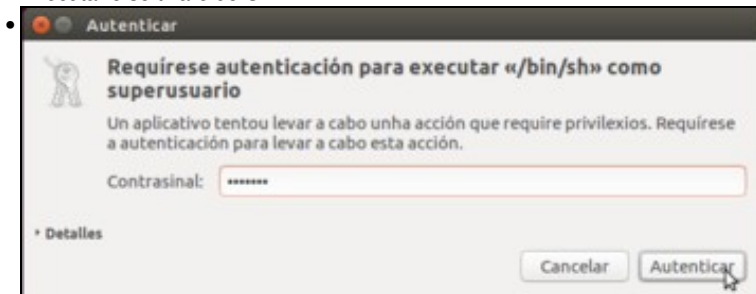 Autenticar
Requírese autenticación para executar «/bin/sh» como
superusuario
Un aplicativo tentou levar a cabo unha acción que require privilexios. Requírese
a autenticación para levar a cabo esta acción.
Contrasinal: •••••••
Detalles
Cancelar Autenticar